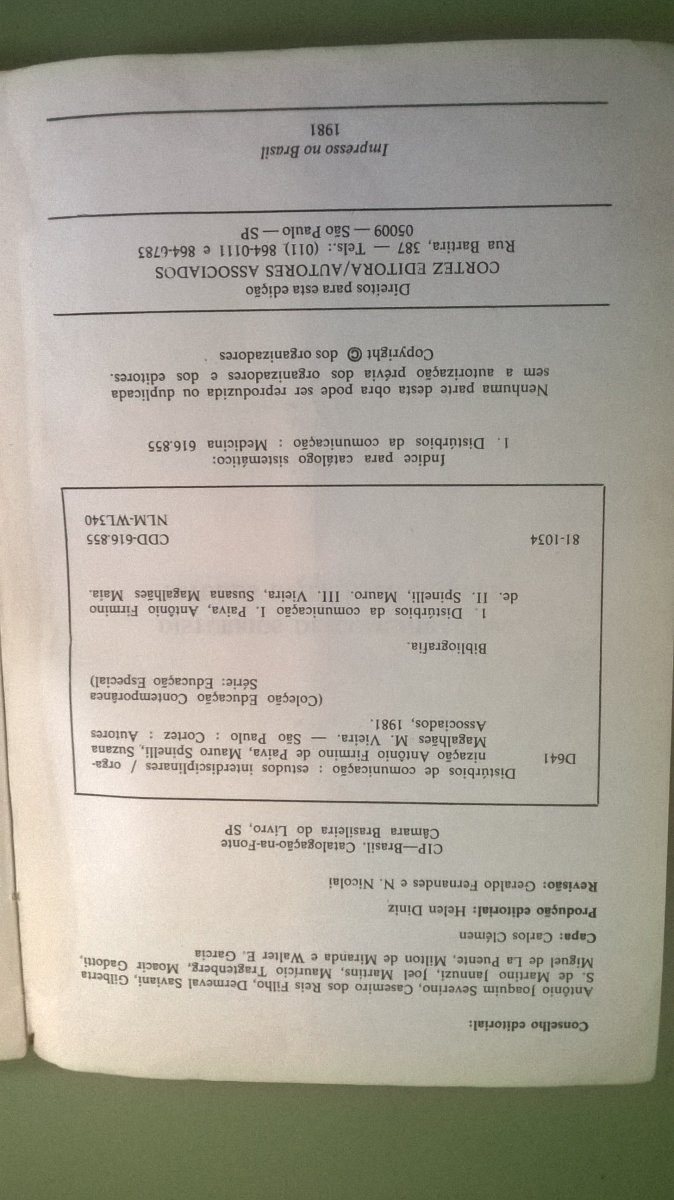 Conselho editorial:
Antônio Joaquim Severino, Casemiro dos Reis Filho, Dermeval Saviani, Gilberta
S. de Martino Jannuzi, Joel Martins, Maurício Tragtenberg, Moacir Gadotti,
Miguel de La Puente, Milton de Miranda e Walter E. Garcia
Capa: Carlos Clémen
Produção editorial: Helen Diniz
Revisão: Geraldo Fernandes e N. Nicolai
CIP—Brasil. Catalogação-na-Fonte
Câmara Brasileira do Livro, SP
Distúrbios de comunicação : estudos interdisciplinares / orga-
D641 nização Antônio Firmino de Paiva, Mauro Spinelli, Suzana
Magalhães M. Vieira. — São Paulo : Cortez : Autores
Associados, 1981.
(Coleção Educação Contemporânea
Série: Educação Especial)
Bibliografia.
1. Distúrbios da comunicação I. Paiva, Antônio Firmino
de. II. Spinelli, Mauro. III. Vieira, Susana Magalhães Maia.
81-1034 CDD-616.855
NLM-WL340
Índice para catálogo sistemático:
1. Distúrbios da comunicação : Medicina 616.855
Nenhuma parte desta obra pode ser reproduzida ou duplicada
sem a autorização prévia dos organizadores e dos editores.
Copyright © dos organizadores
Direitos para esta edição
CORTEZ EDITORA/AUTORES ASSOCIADOS
Rua Bartira, 387 — Tels.: (011) 864-0111 e 864-6783
05009 — São Paulo — SP
Impresso no Brasil
1981